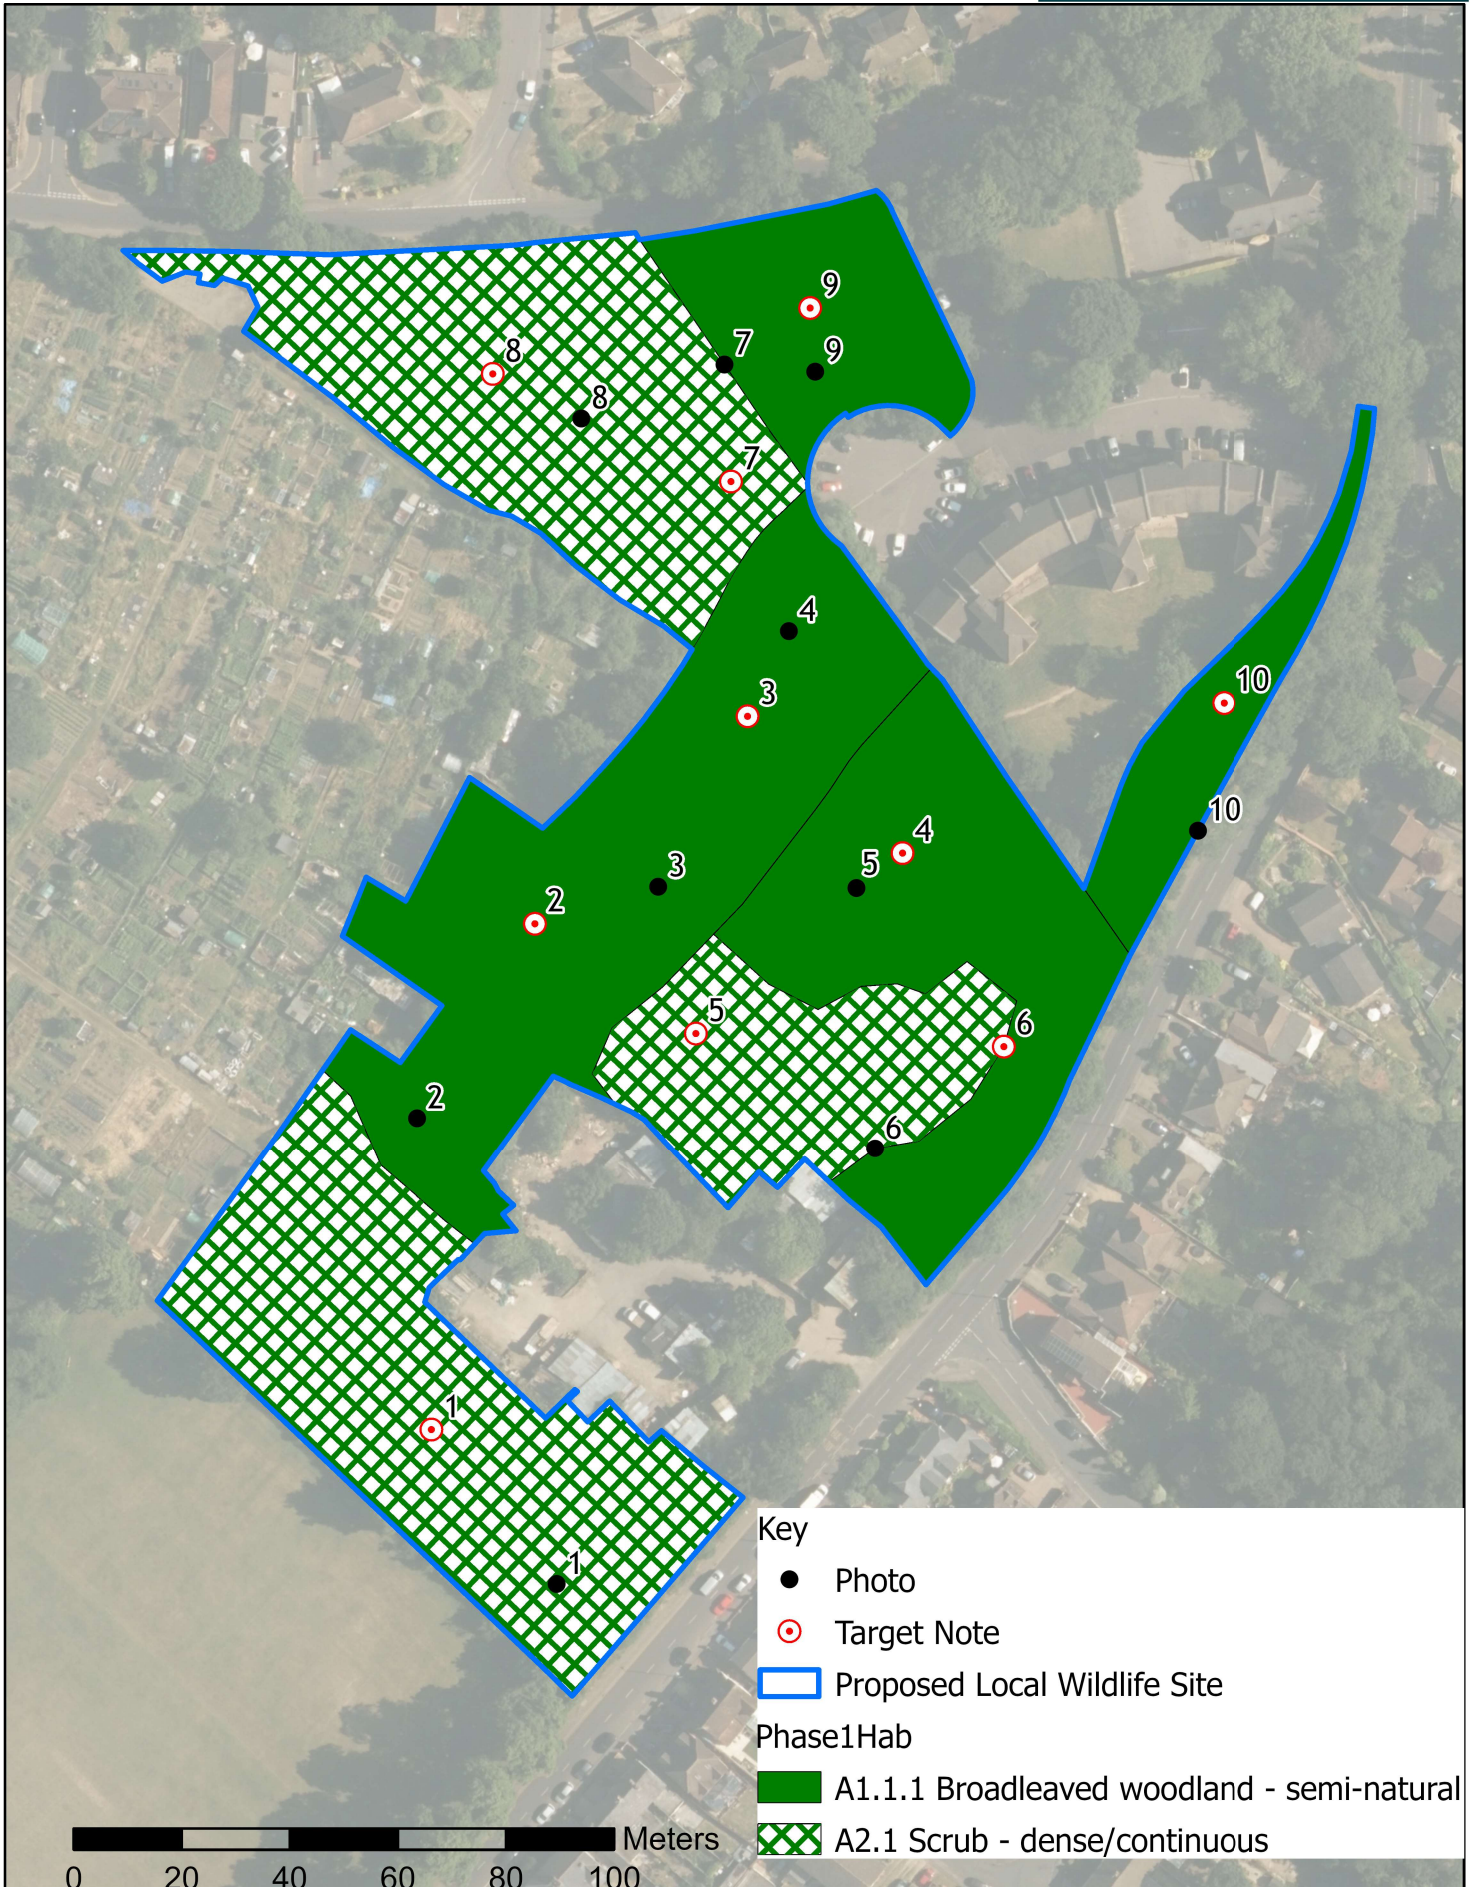 9
7
9
8
8
7
4
3
10
10
4
5
3
2
5
6
2
6
1
1
Key
Photo
Target Note
Proposed Local Wildlife Site
Phase1Hab
A1.1.1 Broadleaved woodland - semi-natural
A2.1 Scrub - dense/continuous
Meters
0 20 40 60 80 100